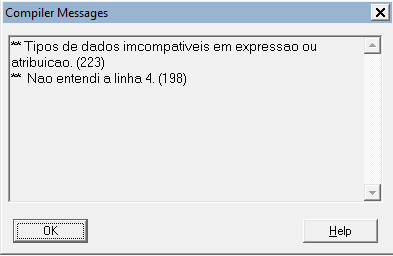 Compiler Messages
** Tipos de dados imcompativeis em expressao ou
atribuicao. (223)
** Nao entendi a linha 4. (198)
OK
Help